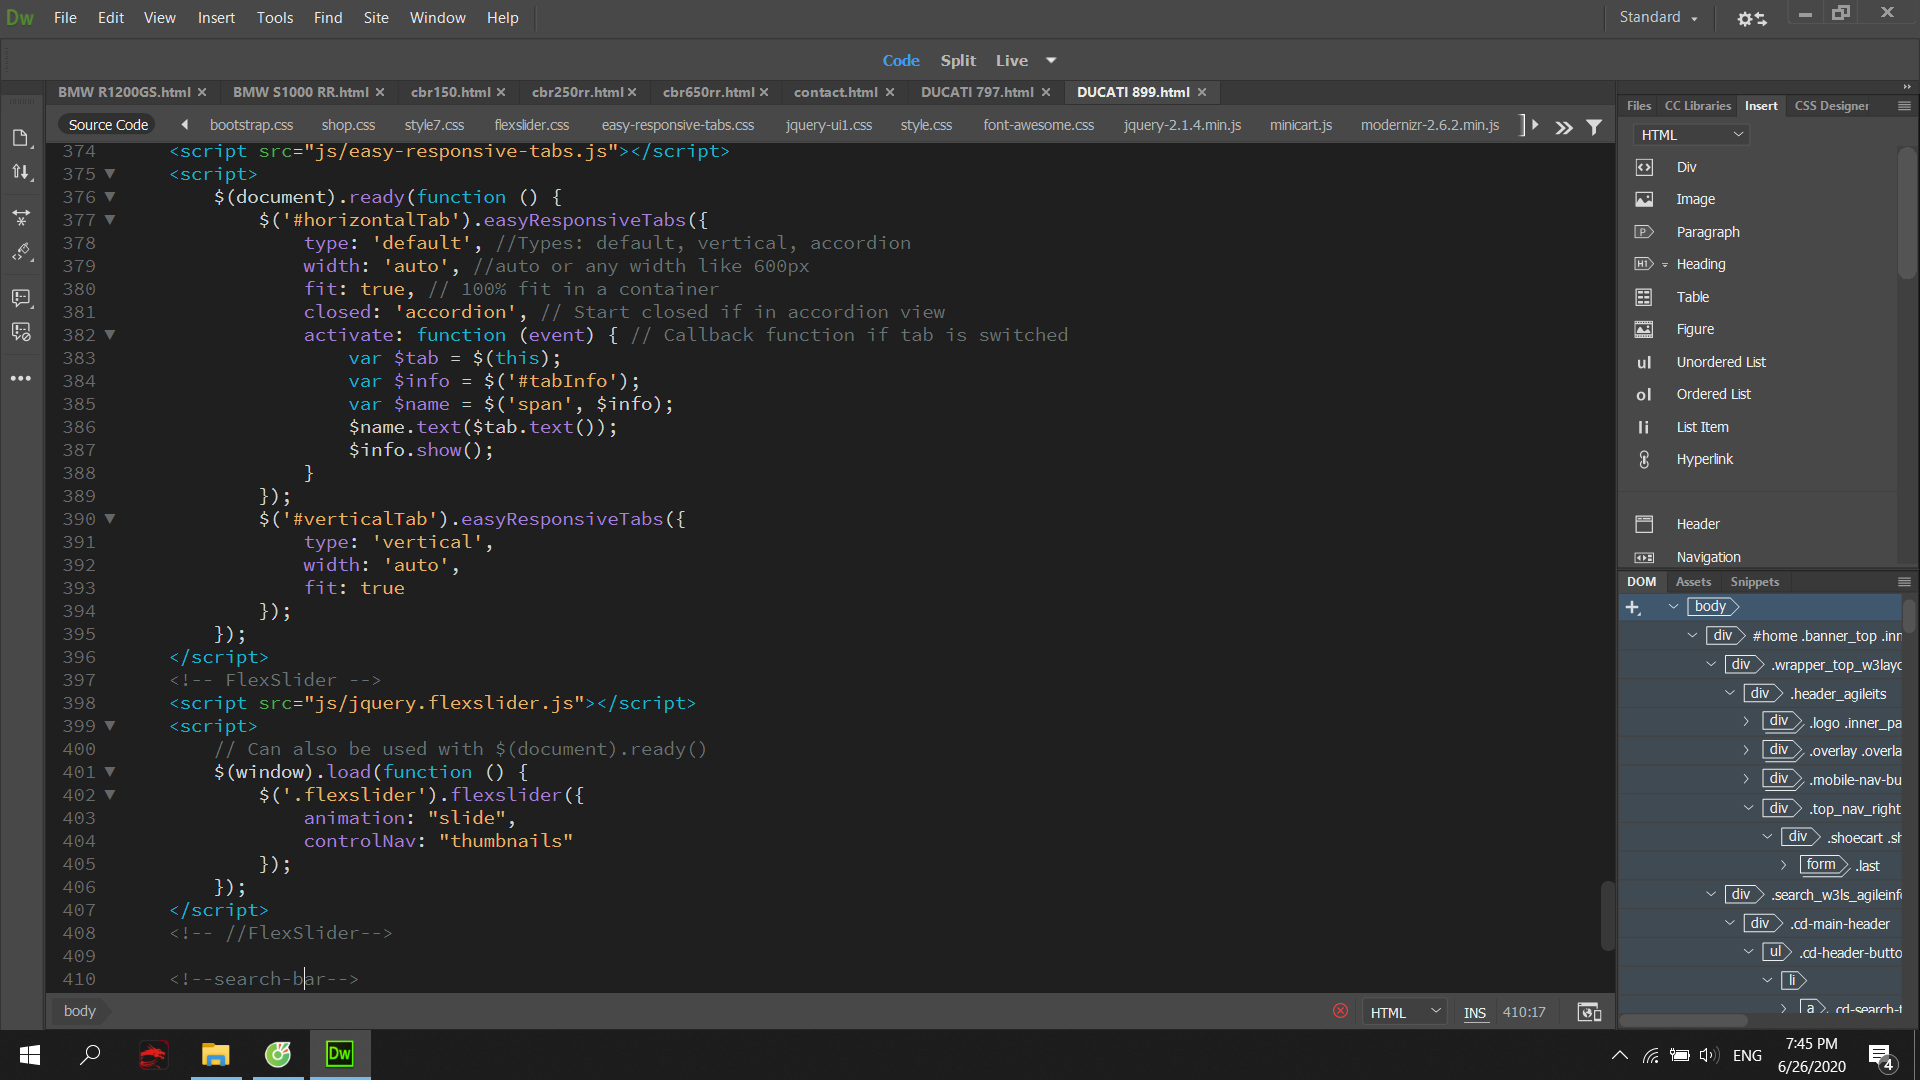 Dw File Edit View Insert Tools Find Site Window Help Standard
Code Split Live
BMW R1200GS.html BMW S1000 RR.html cbr150.html cbr250rr.html cbr650rr.html contact.html DUCATI 797.html DUCATI 899.html
Source Code bootstrap.css shop.css style7.css flexslider.css easy-responsive-tabs.css jquery-ui1.css style.css font-awesome.css jquery-2.1.4.min.js minicart.js modernizr-2.6.2.min.js
374 <script src="js/easy-responsive-tabs.js"></script>
375 <script>
376 $(document).ready(function () {
377 $('#horizontalTab').easyResponsiveTabs({
378 type: 'default', //Types: default, vertical, accordion
379 width: 'auto', //auto or any width like 600px
380 fit: true, // 100% fit in a container
381 closed: 'accordion', // Start closed if in accordion view
382 activate: function (event) { // Callback function if tab is switched
383 var $tab = $(this);
384 var $info = $('#tabInfo');
385 var $name = $('span', $info);
386 $name.text($tab.text());
387 $info.show();
388 }
389 });
390 $('#verticalTab').easyResponsiveTabs({
391 type: 'vertical',
392 width: 'auto',
393 fit: true
394 });
395 });
396 </script>
397 <!-- FlexSlider -->
398 <script src="js/jquery.flexslider.js"></script>
399 <script>
400 // Can also be used with $(document).ready()
401 $(window).load(function () {
402 $('.flexslider').flexslider({
403 animation: "slide",
404 controlNav: "thumbnails"
405 });
406 });
407 </script>
408 <!-- //FlexSlider-->
409
410 <!--search-bar-->
body HTML INS 410:17
Files CC Libraries Insert CSS Designer
HTML
Div
Image
Paragraph
H1 Heading
Table
Figure
ul Unordered List
ol Ordered List
li List Item
Hyperlink
Header
Navigation
DOM Assets Snippets
body
div #home .banner_top .inn
div .wrapper_top_w3layo
div .header_agileits
div .logo .inner_pa
div .overlay .overla
div .mobile-nav-bu
div .top_nav_right
div .shoecart .sh
form .last
div .search_w3ls_agileinfo
div .cd-main-header
ul .cd-header-butto
li
a .cd-search-t
Dw ENG 7:45 PM
6/26/2020 4